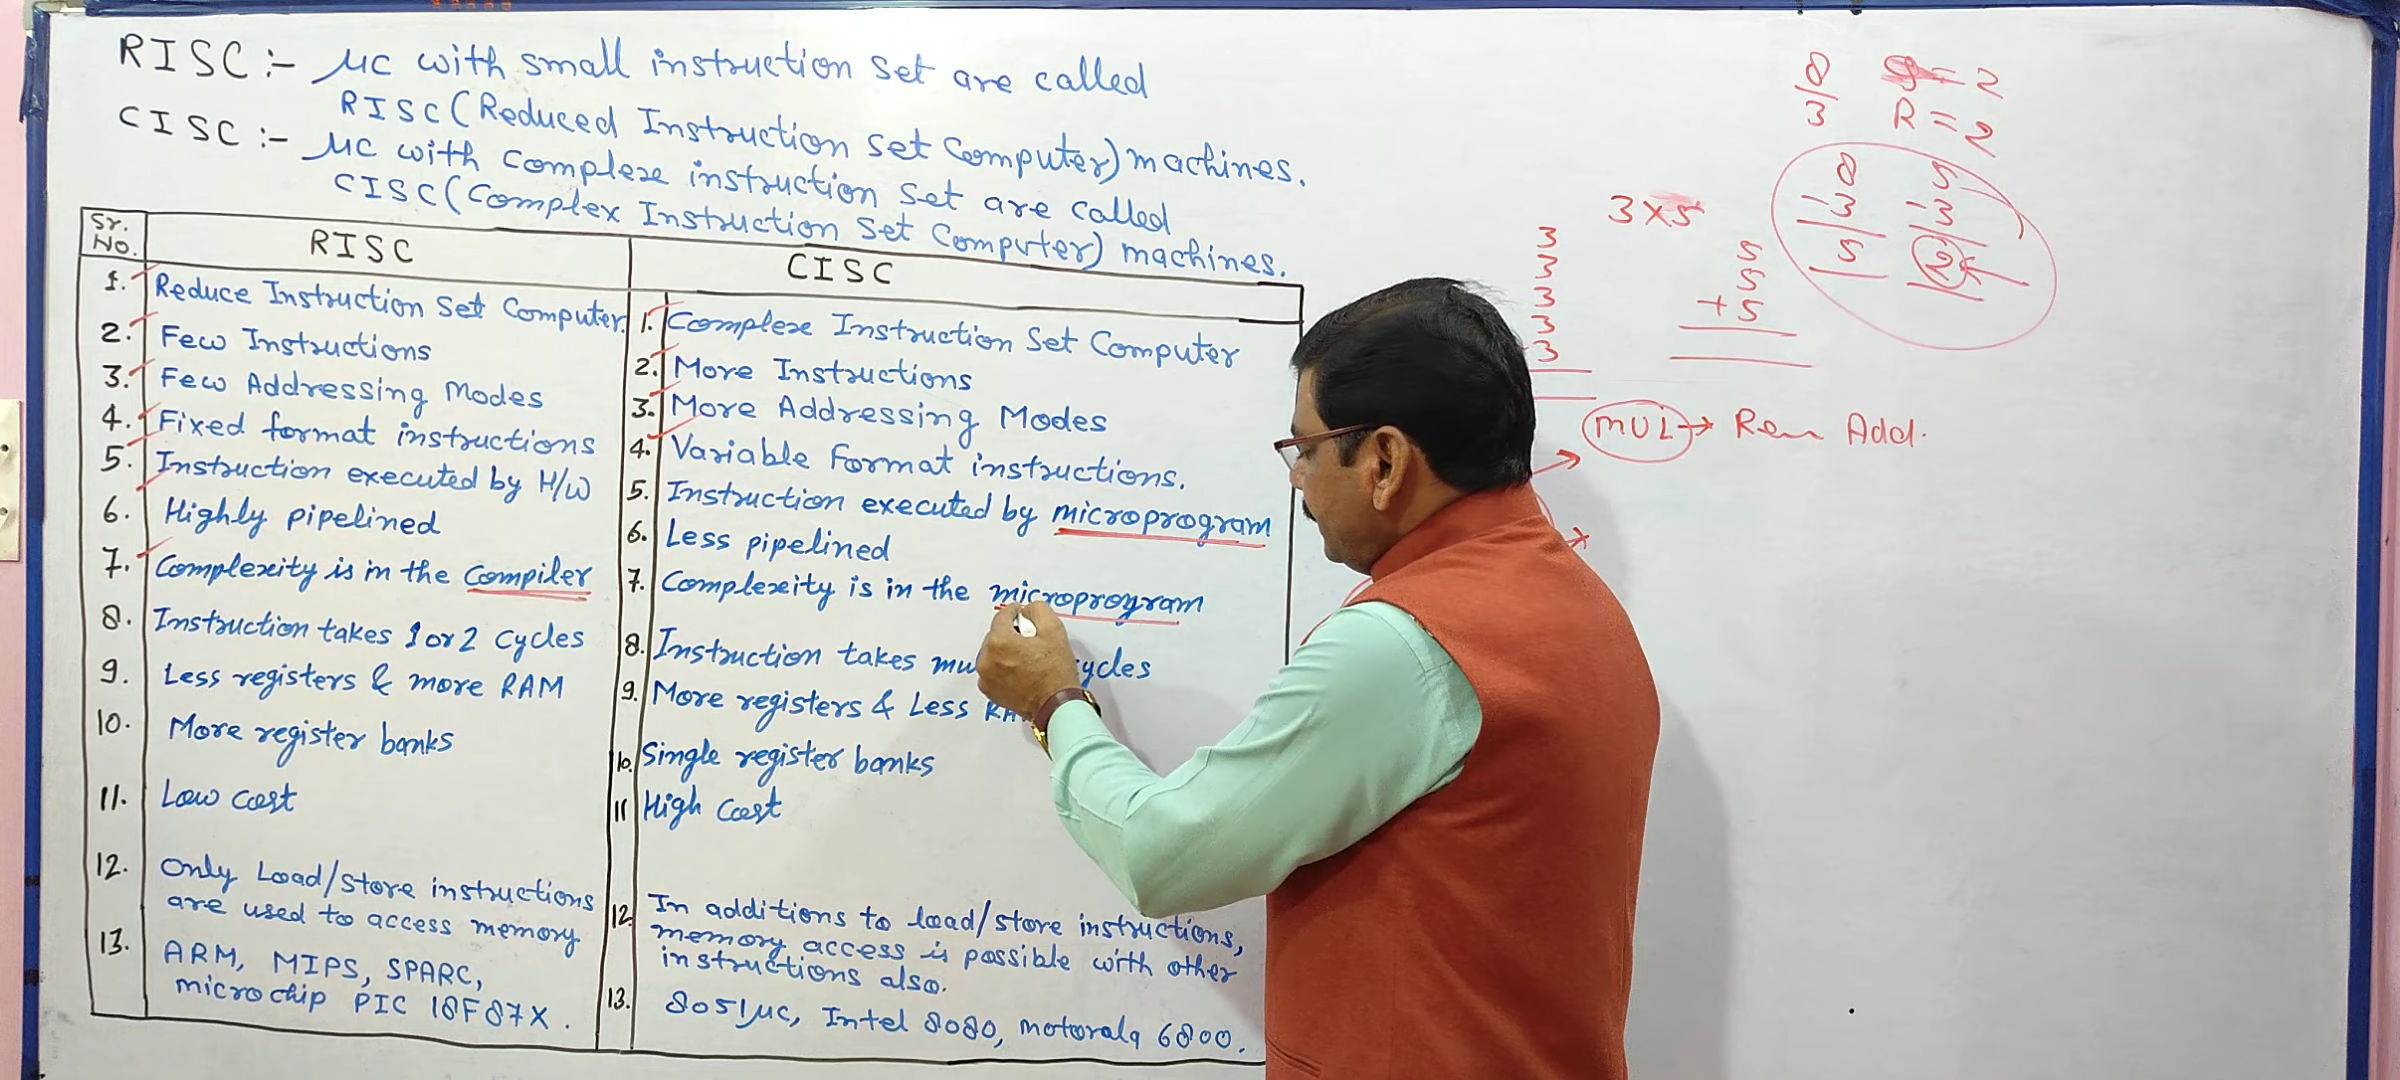 RISC :- μc with small instruction set are called
RISC (Reduced Instruction set Computer) machines.
CISC :- μc with complexe instruction set are called
CISC (Complex Instruction Set Computer) machines.
Sr. No.
RISC
CISC
1. Reduce Instruction Set Computer
2. Few Instructions
3. Few Addressing Modes
4. Fixed format instructions
5. Instruction executed by H/W
6. Highly pipelined
7. Complexity is in the Compiler
8. Instruction takes 1 or 2 cycles
9. Less registers & more RAM
10. More register banks
11. Low cost
12. Only Load/store instructions
are used to access memory
13. ARM, MIPS, SPARC,
microchip PIC 18F87X.
1. Complexe Instruction Set Computer
2. More Instructions
3. More Addressing Modes
4. Variable format instructions.
5. Instruction executed by microprogram
6. Less pipelined
7. Complexity is in the microprogram
8. Instruction takes
9. More registers & Less
10. Single register banks
11 High cost
12. In additions to load/store instructions,
memory access is possible with other
instructions also.
13. 8051μc, Intel 8080, motorola 6800.
3
3
3
3
3
3 x 5
5
5
+ 5
8
3
= 2
R = 2
8
- 3
5
5
- 3
2
MUL → Add.